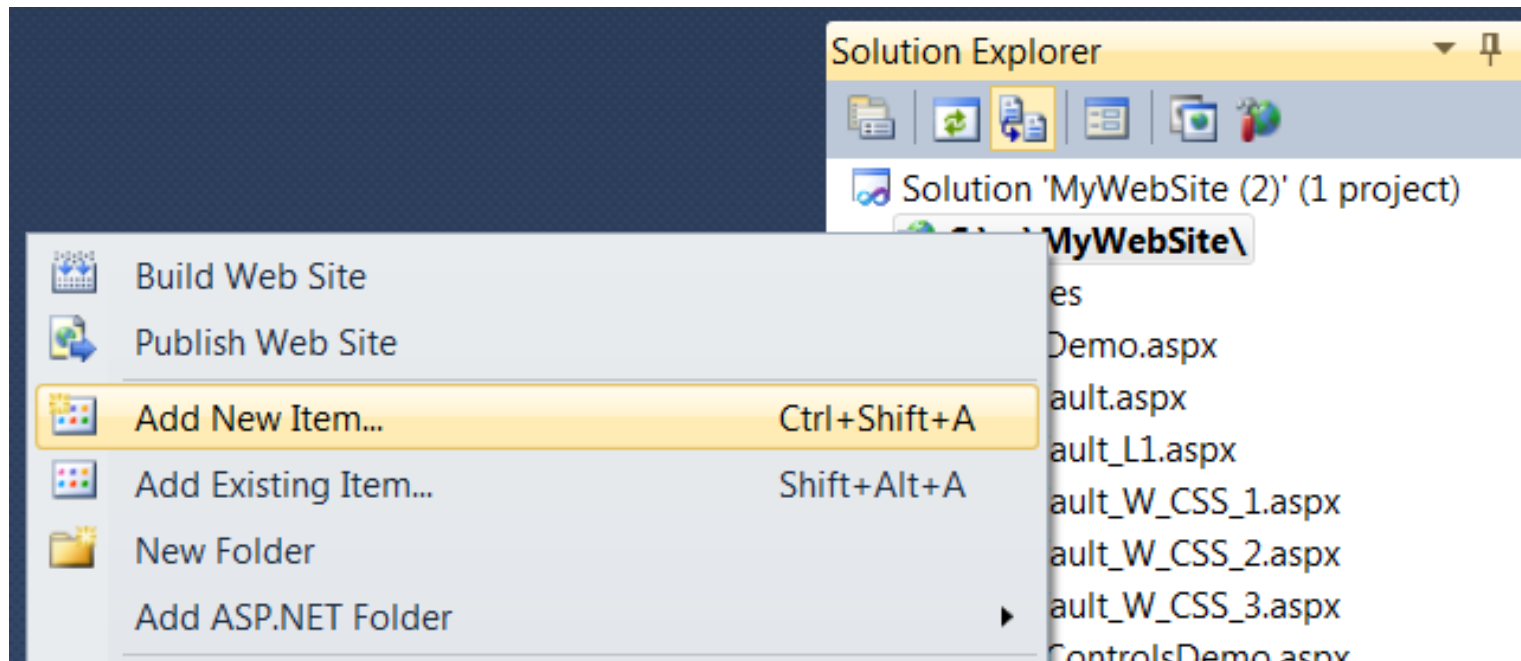 Solution Explorer
Solution 'MyWebSite (2)' (1 project)
MyWebSite\
Build Web Site
Publish Web Site
Add New Item... Ctrl+Shift+A
Add Existing Item... Shift+Alt+A
New Folder
Add ASP.NET Folder
es
Demo.aspx
ault.aspx
ault_L1.aspx
ault_W_CSS_1.aspx
ault_W_CSS_2.aspx
ault_W_CSS_3.aspx
ControlsDemo.aspx